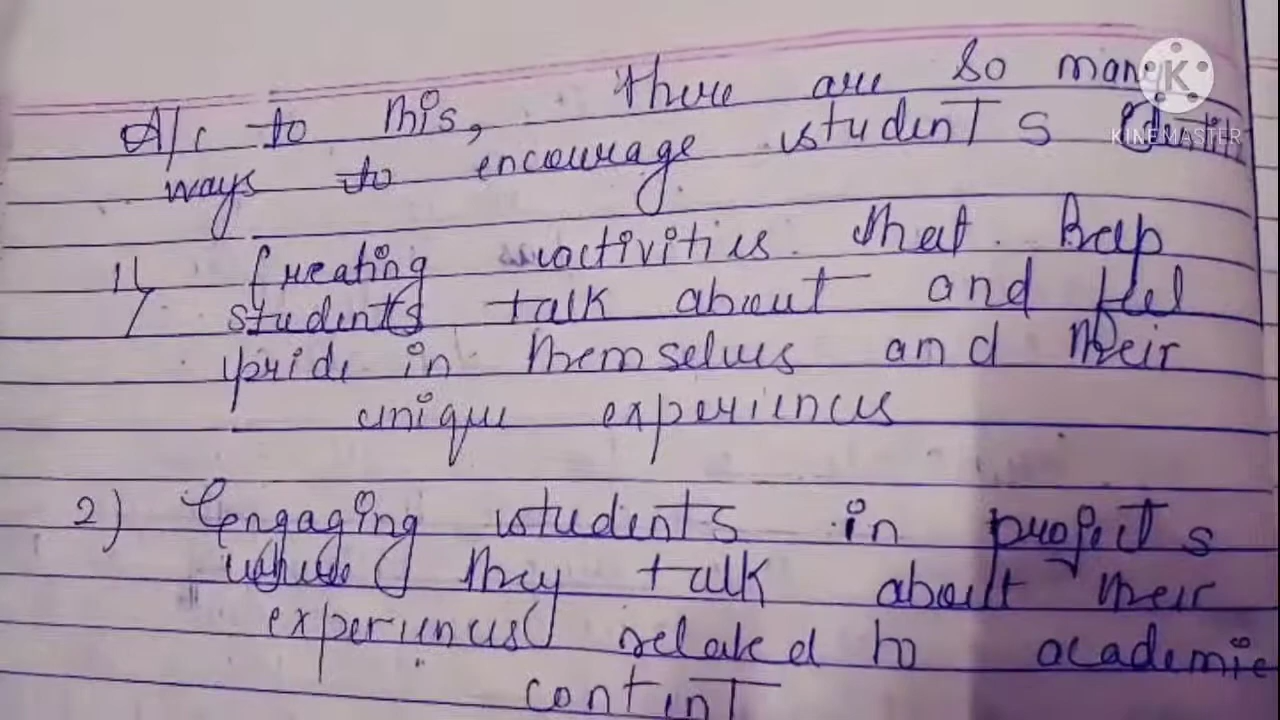 A/c to this, there are so many
ways to encourage students
1) Creating activities that help
students talk about and feel
pride in themselves and their
unique experiences
2) Engaging students in projects
where they talk about their
experiences related to academic
content
KINEMASTER